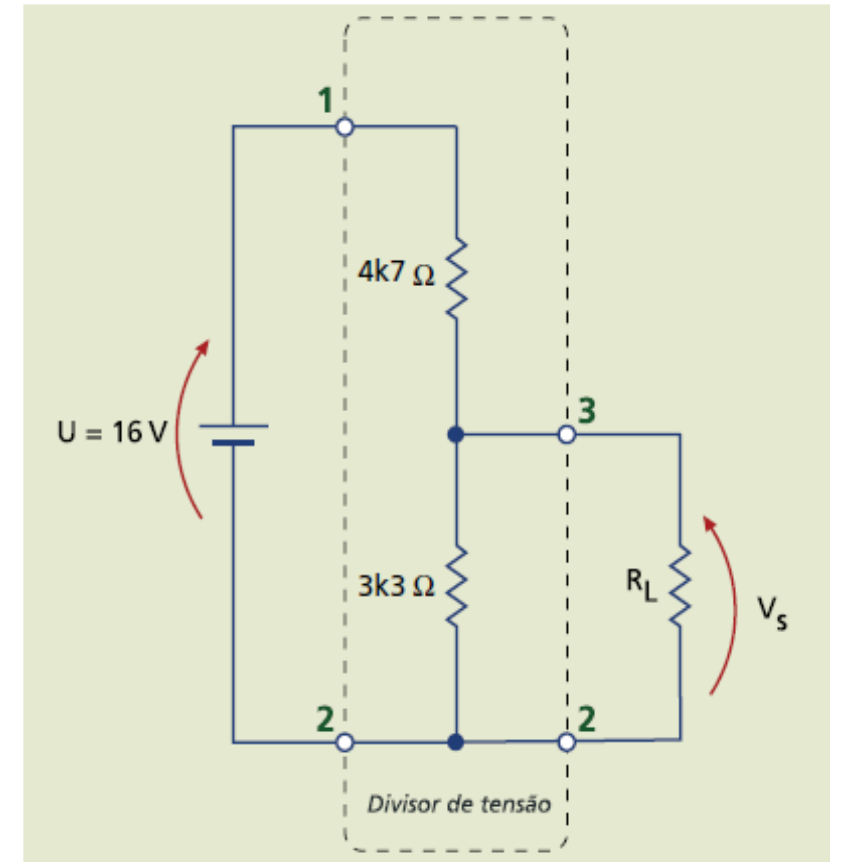 1
4k7 Ω
U = 16 V
3
3k3 Ω
R_L
V_s
2
2
Divisor de tensão